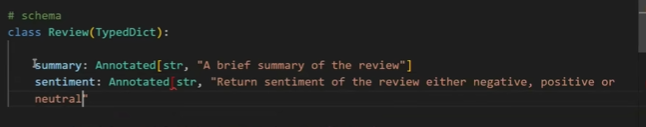 # schema
class Review(TypedDict):
summary: Annotated[str, "A brief summary of the review"]
sentiment: Annotated[str, "Return sentiment of the review either negative, positive or
neutral"